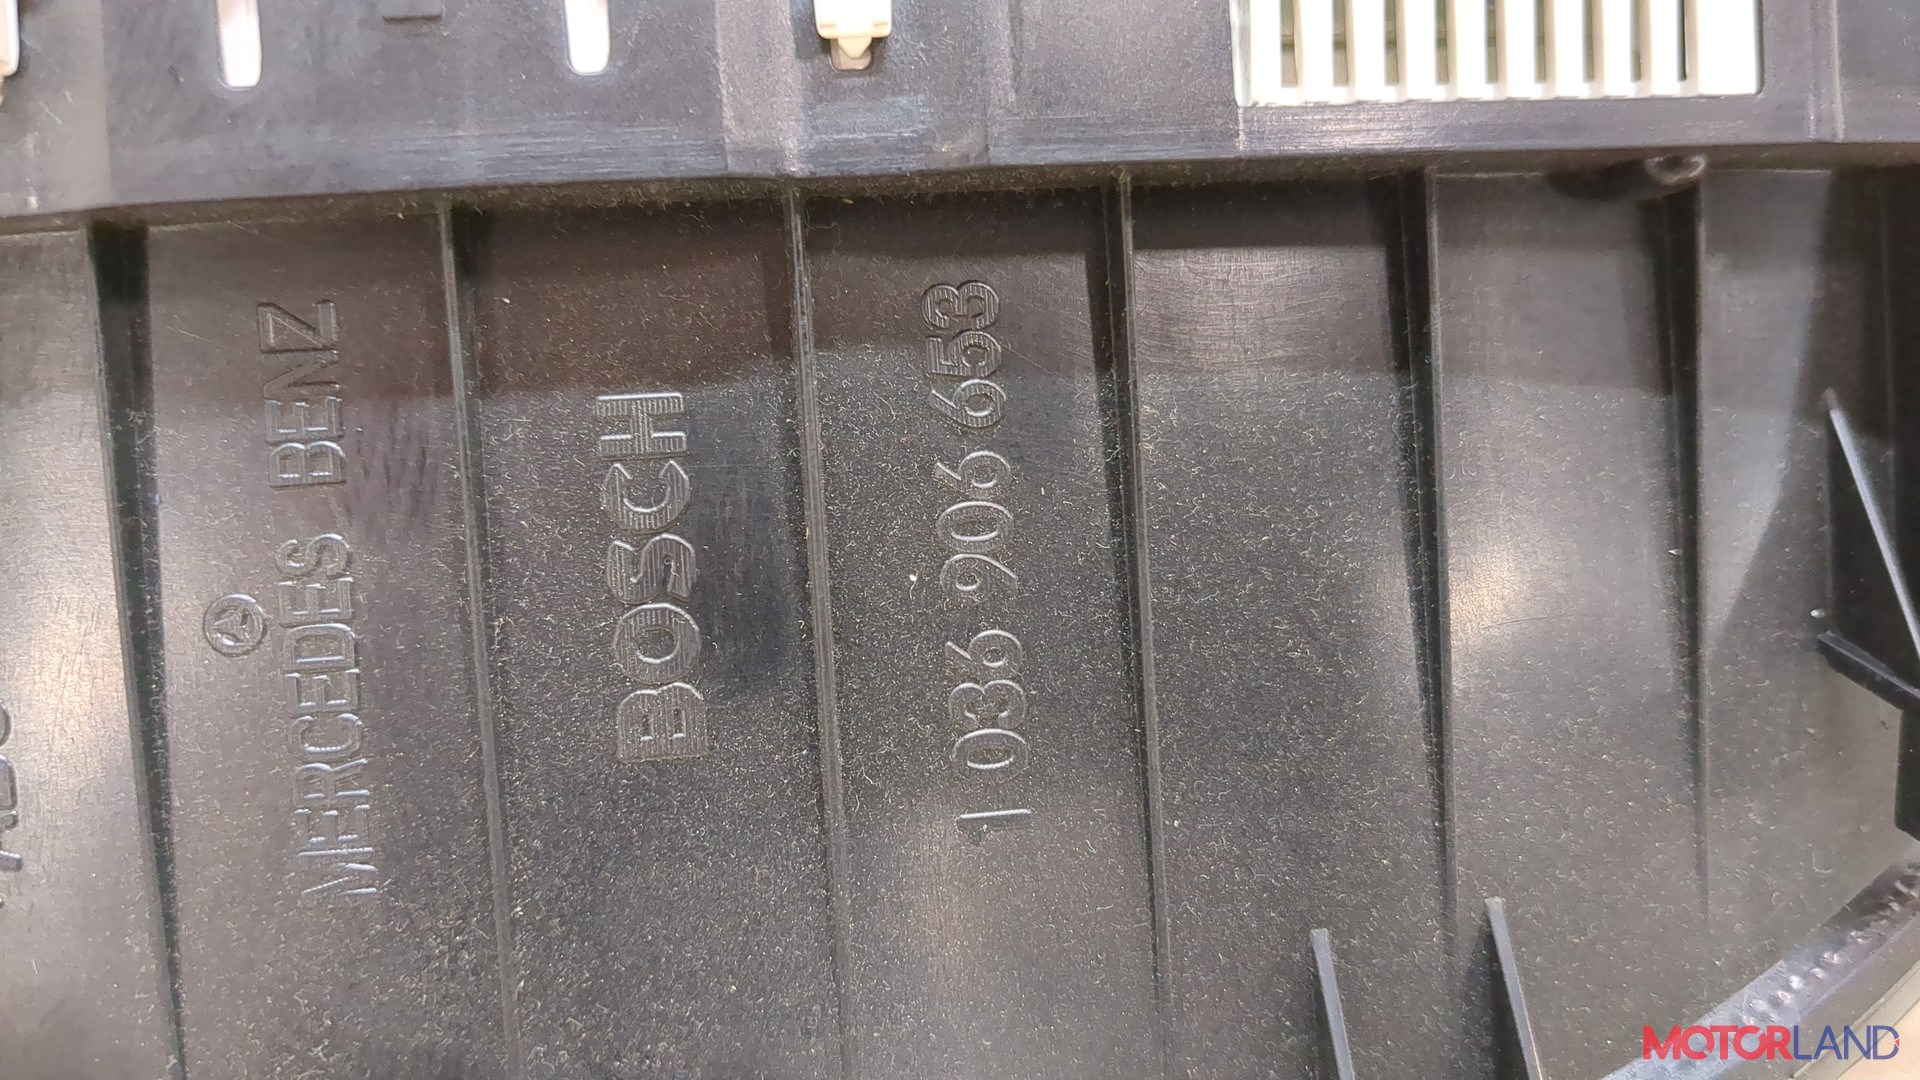 MERCEDES BENZ
BOSCH
1 036 906 653
MOTORLAND